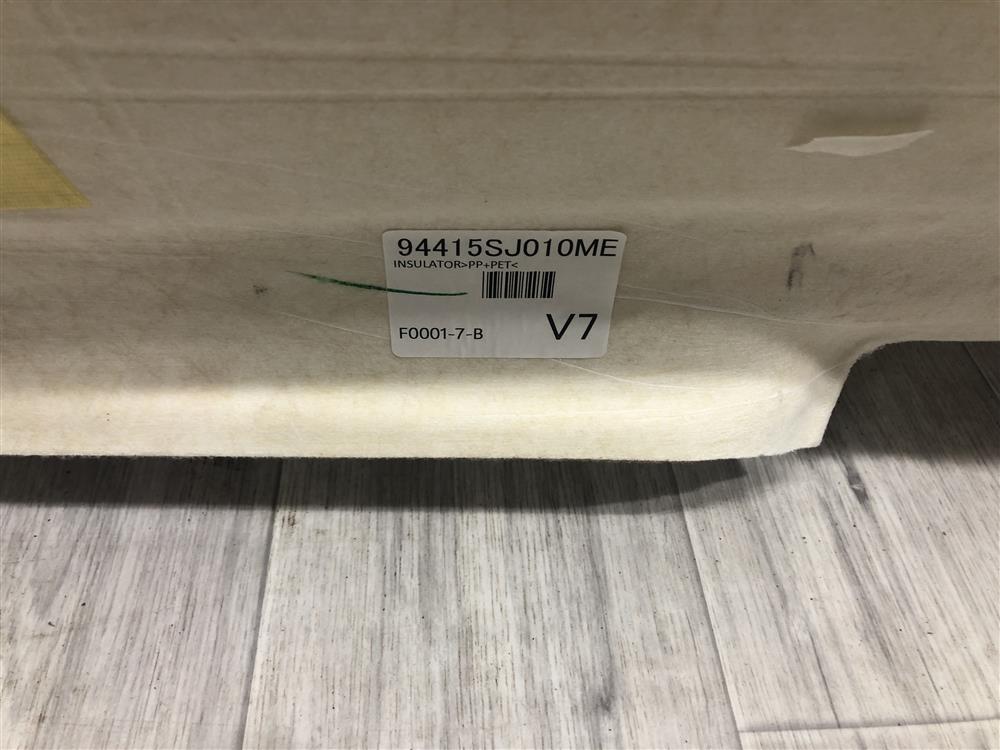 94415SJ010ME
INSULATOR>PP+PET<
F0001-7-B
V7